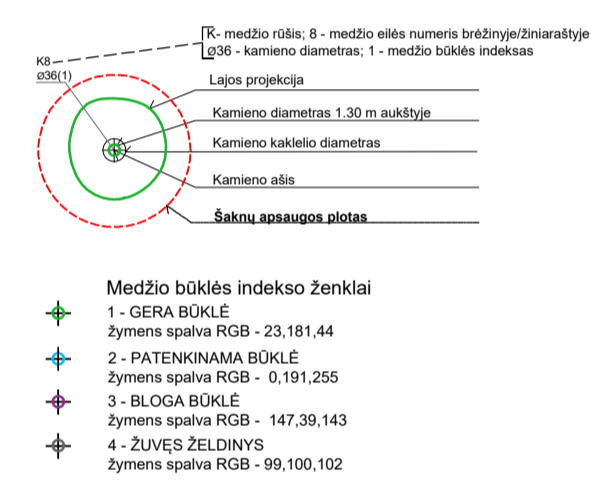 K- medžio rūšis; 8 - medžio eilės numeris brėžinyje/žiniaraštyje
Ø36 - kamieno diametras; 1 - medžio būklės indeksas
K8
Ø36(1)
Lajos projekcija
Kamieno diametras 1.30 m aukštyje
Kamieno kaklelio diametras
Kamieno ašis
Šaknų apsaugos plotas
Medžio būklės indekso ženklai
1 - GERA BŪKLĖ
žymens spalva RGB - 23,181,44
2 - PATENKINAMA BŪKLĖ
žymens spalva RGB - 0,191,255
3 - BLOGA BŪKLĖ
žymens spalva RGB - 147,39,143
4 - ŽUVĘS ŽELDINYS
žymens spalva RGB - 99,100,102